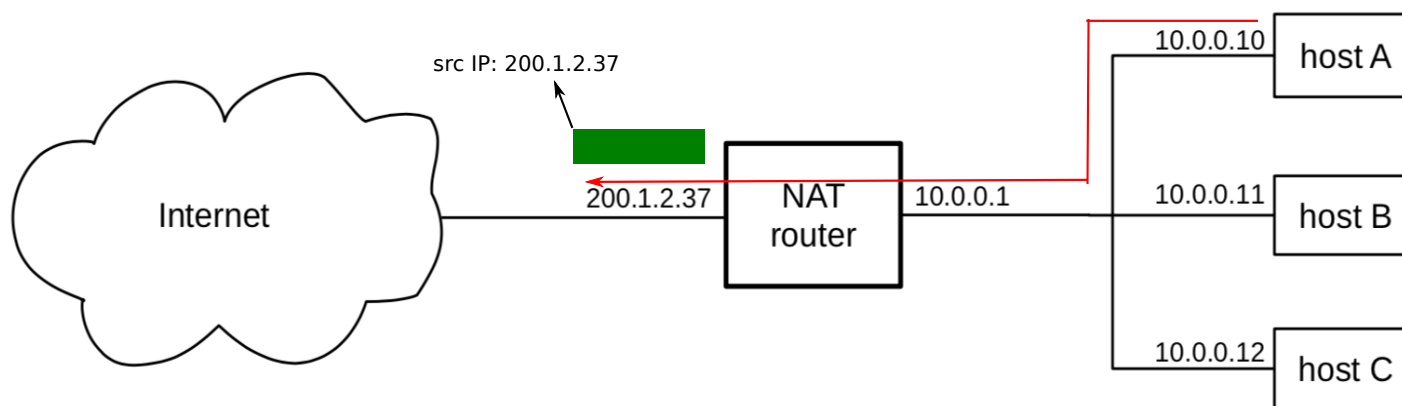 src IP: 200.1.2.37
10.0.0.10
host A
Internet
200.1.2.37
NAT
router
10.0.0.1
10.0.0.11
host B
10.0.0.12
host C